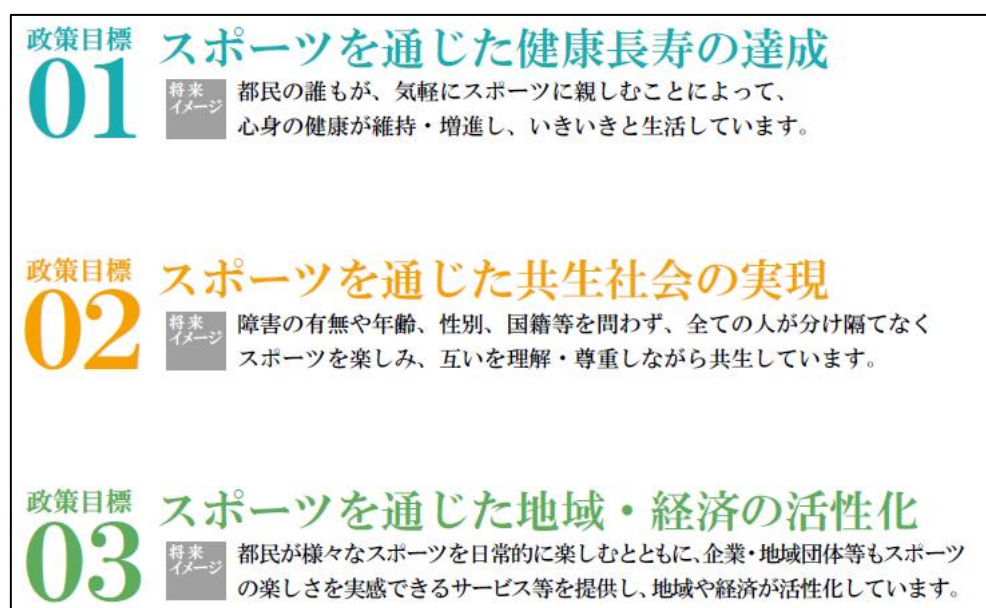 政策目標
01
スポーツを通じた健康長寿の達成
将来
イメージ
都民の誰もが、気軽にスポーツに親しむことによって、
心身の健康が維持・増進し、いきいきと生活しています。
政策目標
02
スポーツを通じた共生社会の実現
将来
イメージ
障害の有無や年齢、性別、国籍等を問わず、全ての人が分け隔てなく
スポーツを楽しみ、互いを理解・尊重しながら共生しています。
政策目標
03
スポーツを通じた地域・経済の活性化
将来
イメージ
都民が様々なスポーツを日常的に楽しむとともに、企業・地域団体等もスポーツ
の楽しさを実感できるサービス等を提供し、地域や経済が活性化しています。